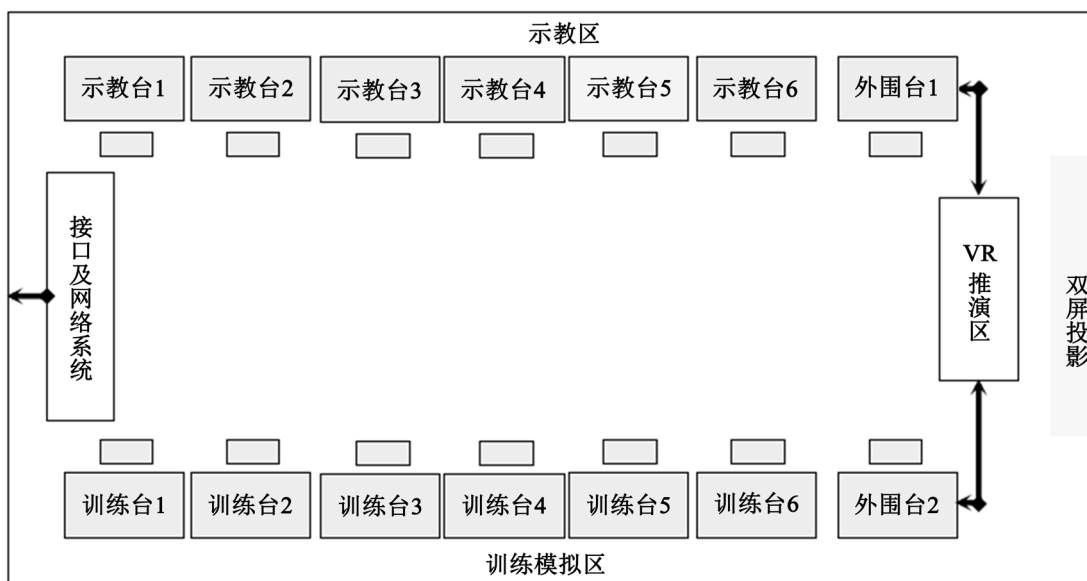 示教区
示教台1
示教台2
示教台3
示教台4
示教台5
示教台6
外围台1
接口及网络系统
VR
推演区
双屏投影
训练台1
训练台2
训练台3
训练台4
训练台5
训练台6
外围台2
训练模拟区